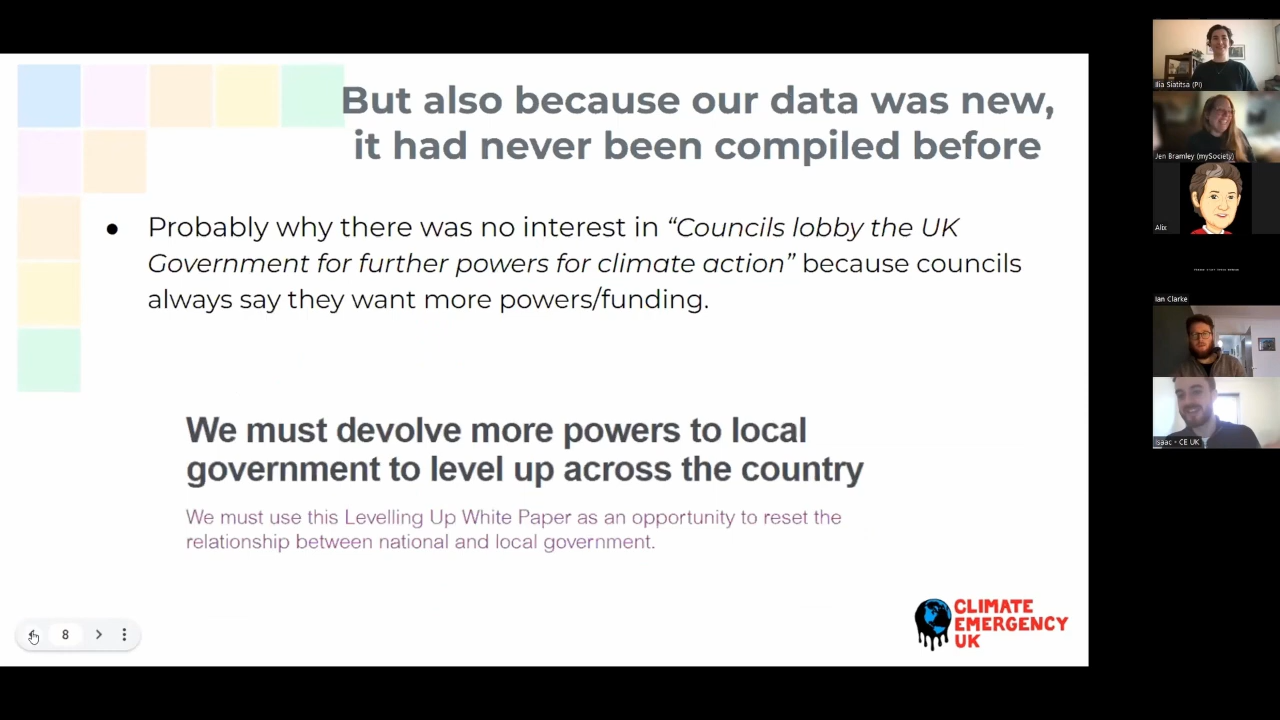 But also because our data was new,
it had never been compiled before
● Probably why there was no interest in “Councils lobby the UK
Government for further powers for climate action” because councils
always say they want more powers/funding.
We must devolve more powers to local
government to level up across the country
We must use this Levelling Up White Paper as an opportunity to reset the
relationship between national and local government.
8
CLIMATE
EMERGENCY
UK
Ilia Siatitsa (PI)
Jen Bramley (mySociety)
Alix
Ian Clarke
Isaac - CE UK